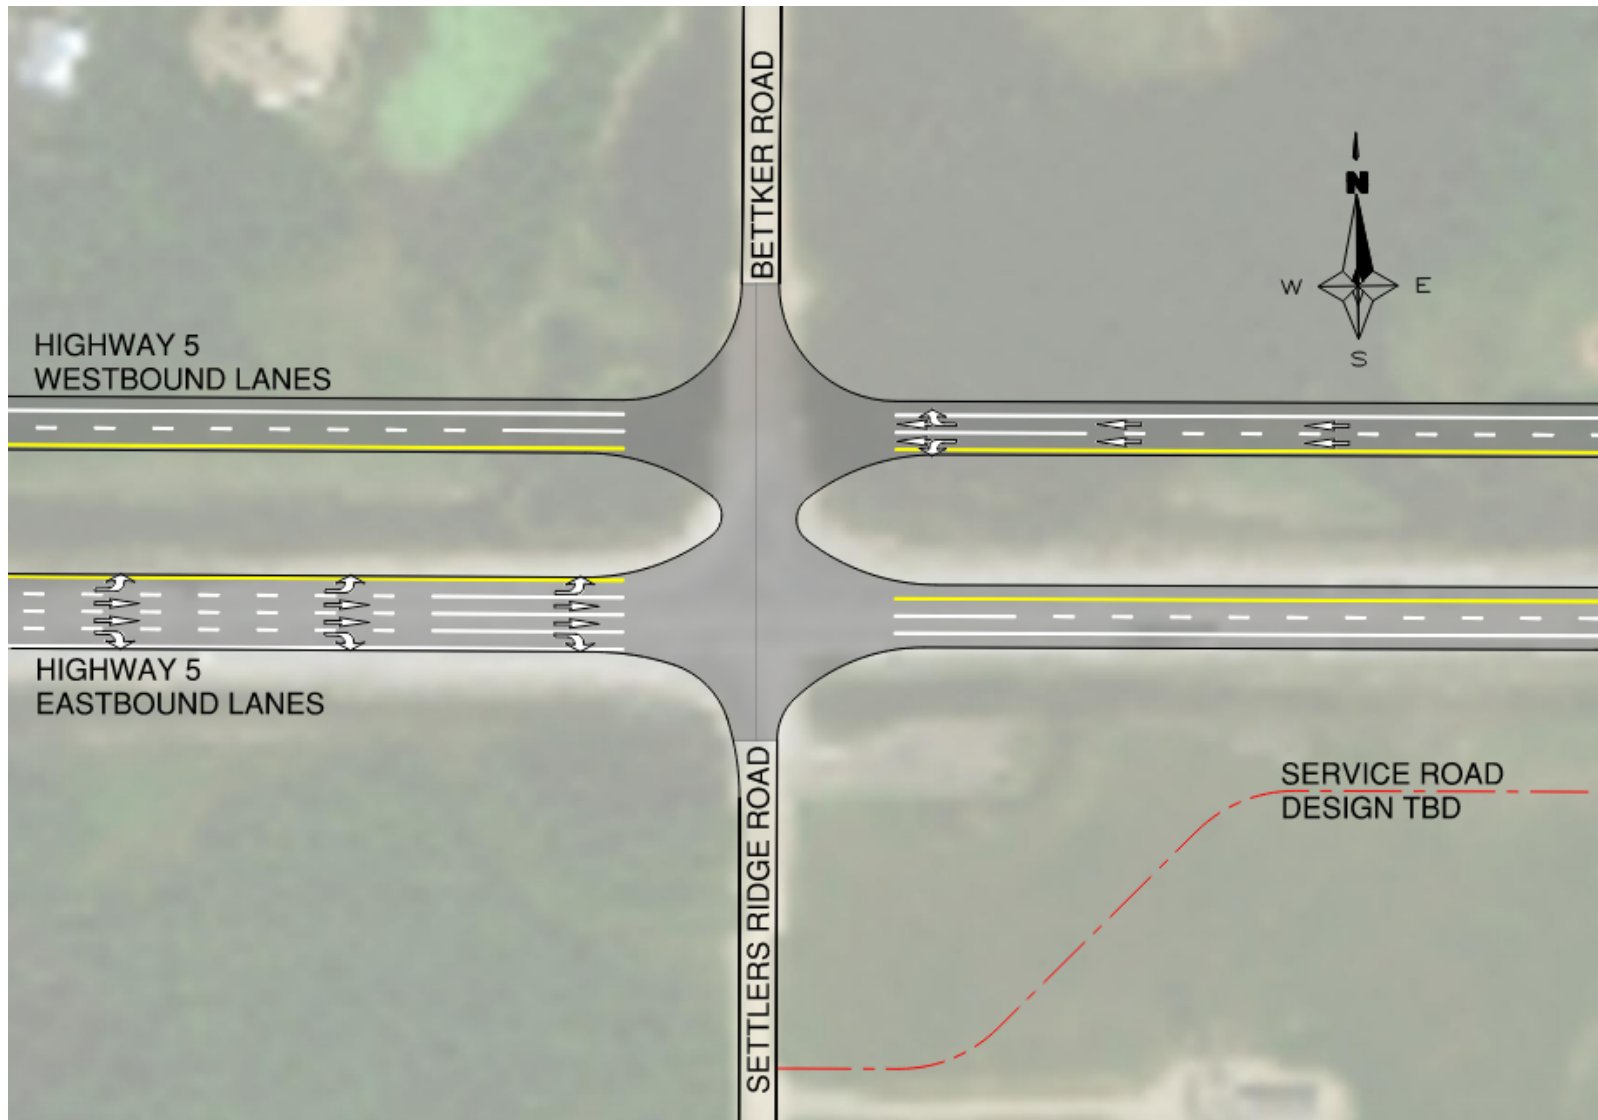 BETTKER ROAD
N
W
E
S
HIGHWAY 5
WESTBOUND LANES
HIGHWAY 5
EASTBOUND LANES
SETTLERS RIDGE ROAD
SERVICE ROAD
DESIGN TBD